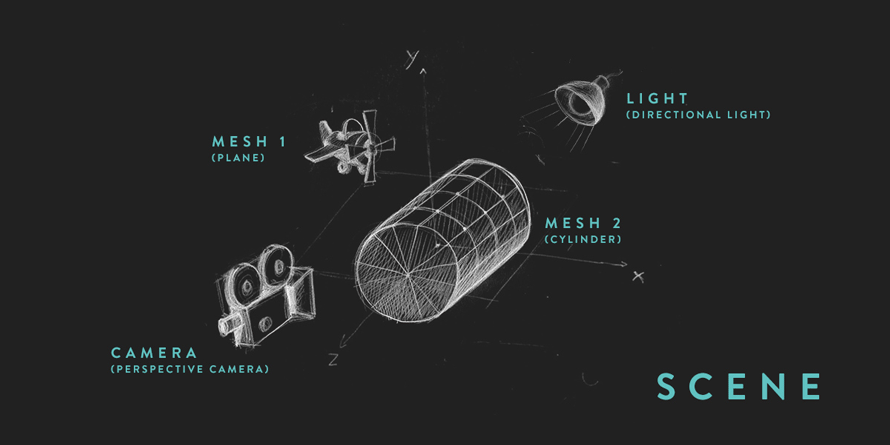 y
LIGHT
(DIRECTIONAL LIGHT)
MESH 1
(PLANE)
MESH 2
(CYLINDER)
x
CAMERA
(PERSPECTIVE CAMERA)
z
SCENE